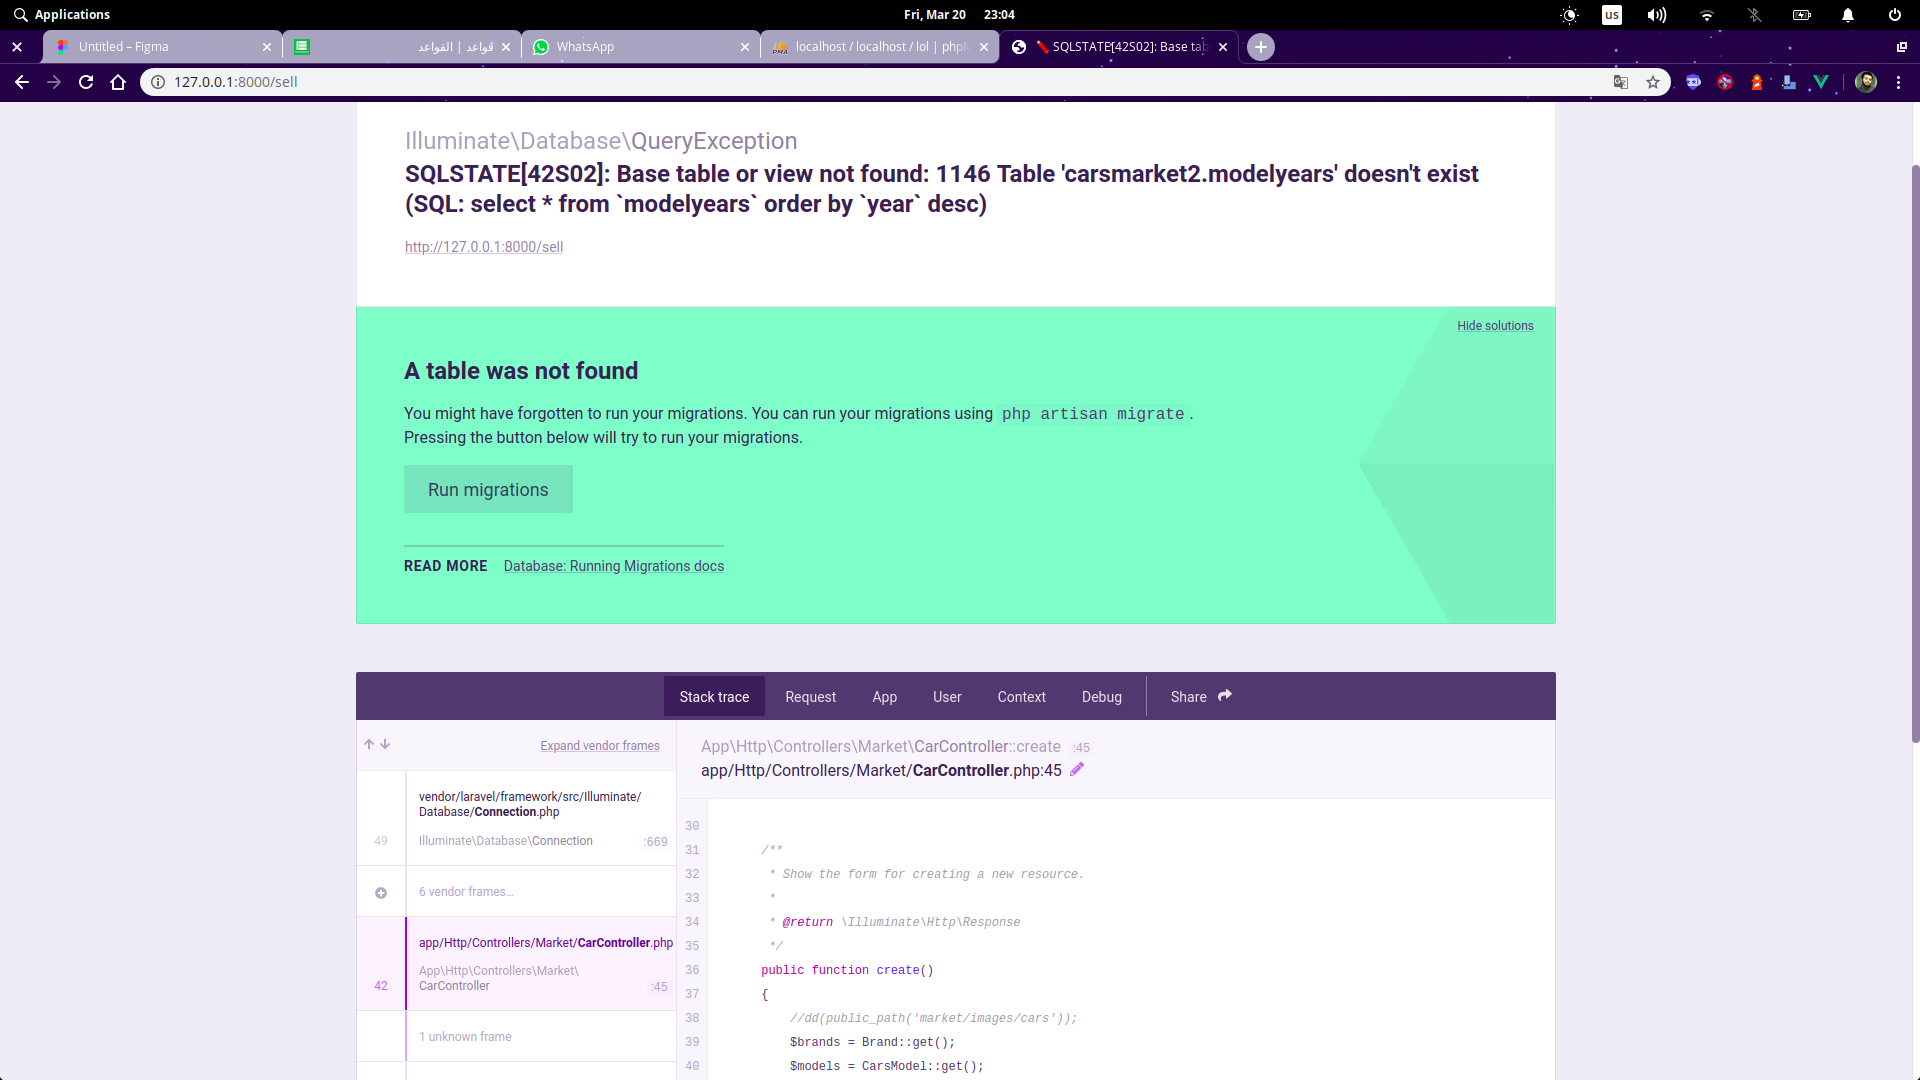 Applications
Fri, Mar 20 23:04
us
Untitled – Figma
قواعد | القواعد
WhatsApp
localhost / localhost / lol | phpM
SQLSTATE[42S02]: Base tab
127.0.0.1:8000/sell
Illuminate\Database\QueryException
SQLSTATE[42S02]: Base table or view not found: 1146 Table 'carsmarket2.modelyears' doesn't exist
(SQL: select * from `modelyears` order by `year` desc)
http://127.0.0.1:8000/sell
Hide solutions
A table was not found
You might have forgotten to run your migrations. You can run your migrations using php artisan migrate.
Pressing the button below will try to run your migrations.
Run migrations
READ MORE Database: Running Migrations docs
Stack trace Request App User Context Debug Share
Expand vendor frames
vendor/laravel/framework/src/Illuminate/
Database/Connection.php
49 Illuminate\Database\Connection :669
6 vendor frames…
app/Http/Controllers/Market/CarController.php
App\Http\Controllers\Market\
42 CarController :45
1 unknown frame
App\Http\Controllers\Market\CarController::create :45
app/Http/Controllers/Market/CarController.php:45
30
31 /**
32 * Show the form for creating a new resource.
33 *
34 * @return \Illuminate\Http\Response
35 */
36 public function create()
37 {
38 //dd(public_path('market/images/cars'));
39 $brands = Brand::get();
40 $models = CarsModel::get();